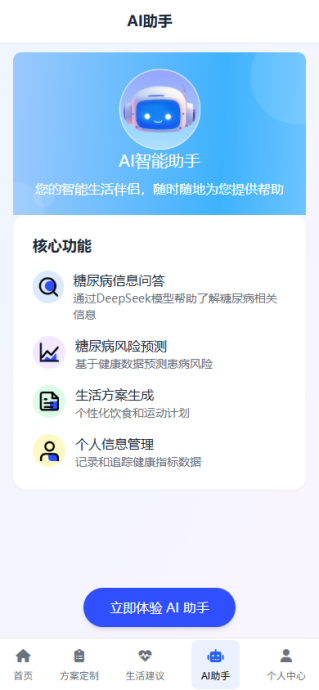 AI助手
AI智能助手
您的智能生活伴侣，随时随地为您提供帮助
核心功能
糖尿病信息问答
通过DeepSeek模型帮助了解糖尿病相关
信息
糖尿病风险预测
基于健康数据预测患病风险
生活方案生成
个性化饮食和运动计划
个人信息管理
记录和追踪健康指标数据
立即体验 AI 助手
首页
方案定制
生活建议
AI助手
个人中心